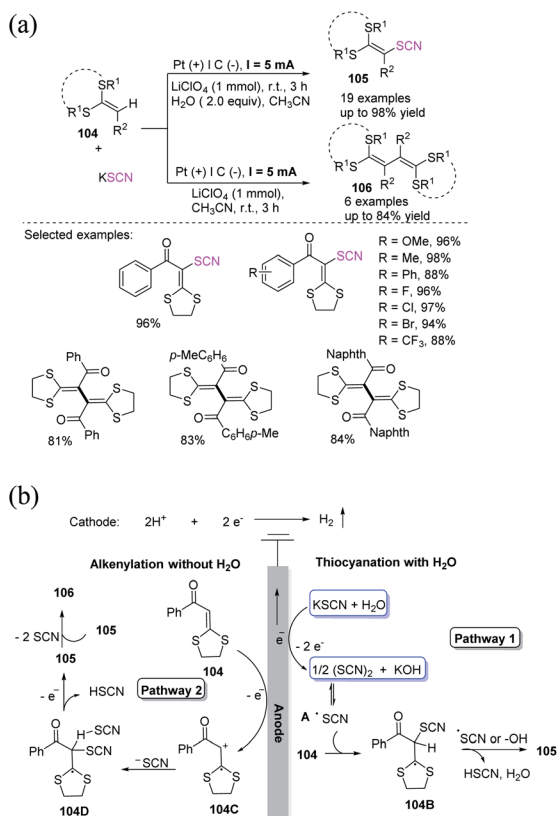 (a)
Pt (+) I C (-), I = 5 mA
LiClO4 (1 mmol), r.t., 3 h
H2O ( 2.0 equiv), CH3CN
SR1
R1S
SCN
R2
105
19 examples
up to 98% yield
SR1
R1S
H
R2
104
+
KSCN
Pt (+) I C (-), I = 5 mA
LiClO4 (1 mmol),
CH3CN, r.t., 3 h
SR1
R1S
R2
SR1
R2
SR1
106
6 examples
up to 84% yield
Selected examples:
O
SCN
S
S
96%
O
SCN
R
S
S
R = OMe, 96%
R = Me, 98%
R = Ph, 88%
R = F, 96%
R = Cl, 97%
R = Br, 94%
R = CF3, 88%
Ph
O
S
S
S
S
O
Ph
81%
p-MeC6H6
O
S
S
S
S
O
C6H6p-Me
83%
Naphth
O
S
S
S
S
O
Naphth
84%
(b)
Cathode: 2H+ + 2 e- H2
Alkenylation without H2O
Thiocyanation with H2O
106
- 2 SCN
105
105
- e-
HSCN
Pathway 2
O
Ph
S
S
104
- e-
Anode
e-
KSCN + H2O
- 2e-
Pathway 1
1/2 (SCN)2 + KOH
A •SCN
104
O
SCN
Ph
H
S
S
104B
•SCN or -OH
HSCN, H2O
105
O
H-SCN
SCN
Ph
S
S
104D
-SCN
O
Ph
+
S
S
104C